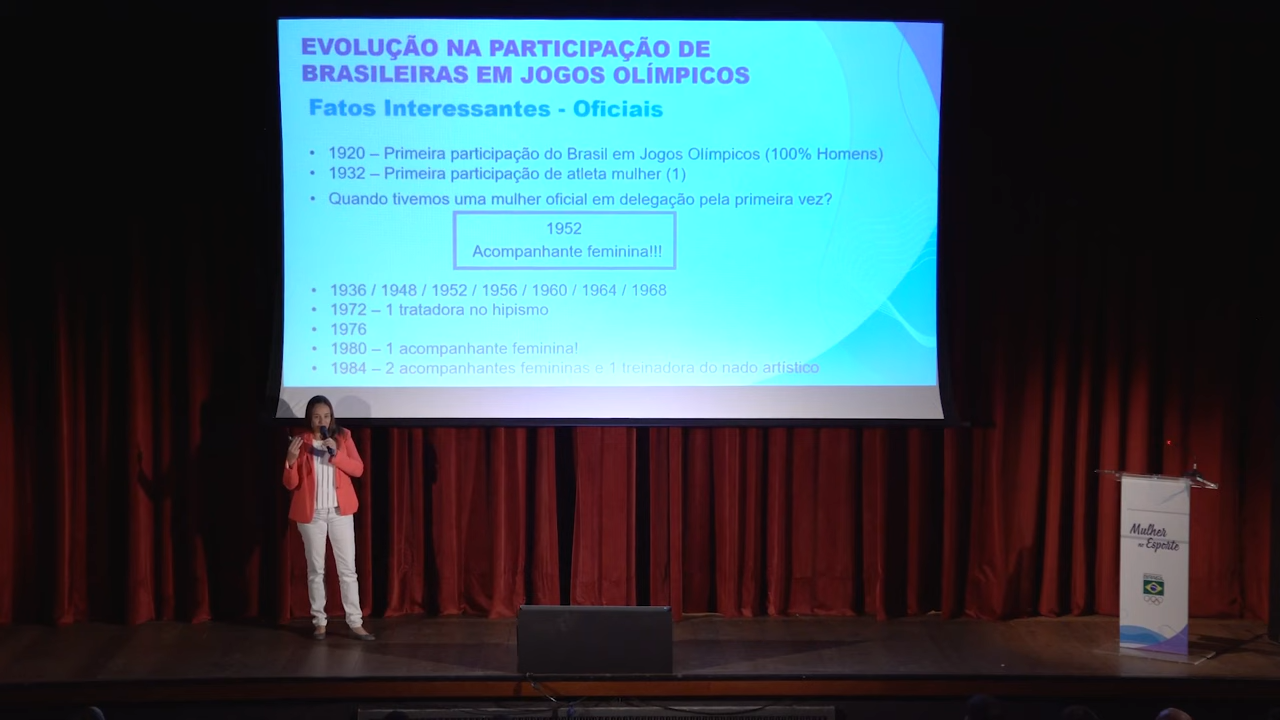 EVOLUÇÃO NA PARTICIPAÇÃO DE
BRASILEIRAS EM JOGOS OLÍMPICOS
Fatos Interessantes - Oficiais
• 1920 – Primeira participação do Brasil em Jogos Olímpicos (100% Homens)
• 1932 – Primeira participação de atleta mulher (1)
• Quando tivemos uma mulher oficial em delegação pela primeira vez?
1952
Acompanhante feminina!!!
• 1936 / 1948 / 1952 / 1956 / 1960 / 1964 / 1968
• 1972 – 1 tratadora no hipismo
• 1976
• 1980 – 1 acompanhante feminina!
• 1984 – 2 acompanhantes femininas e 1 treinadora do nado artístico
Mulher
no Esporte